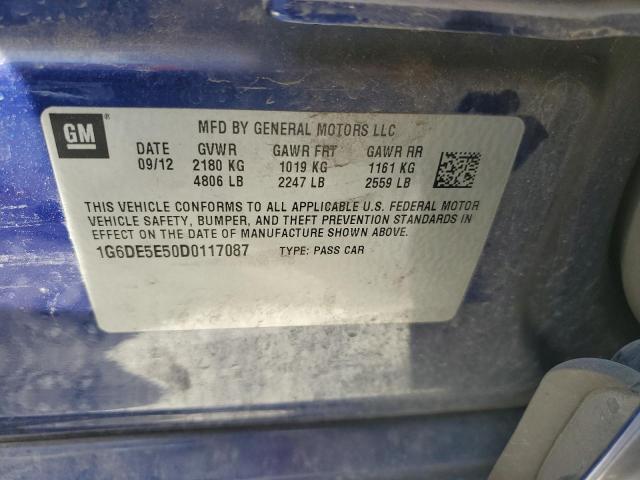 GM ®
MFD BY GENERAL MOTORS LLC
DATE GVWR GAWR FRT GAWR RR
09/12 2180 KG 1019 KG 1161 KG
4806 LB 2247 LB 2559 LB
THIS VEHICLE CONFORMS TO ALL APPLICABLE U.S. FEDERAL MOTOR
VEHICLE SAFETY, BUMPER, AND THEFT PREVENTION STANDARDS
IN EFFECT ON THE DATE OF MANUFACTURE SHOWN ABOVE.
1G6DE5E50D0117087 TYPE: PASS CAR